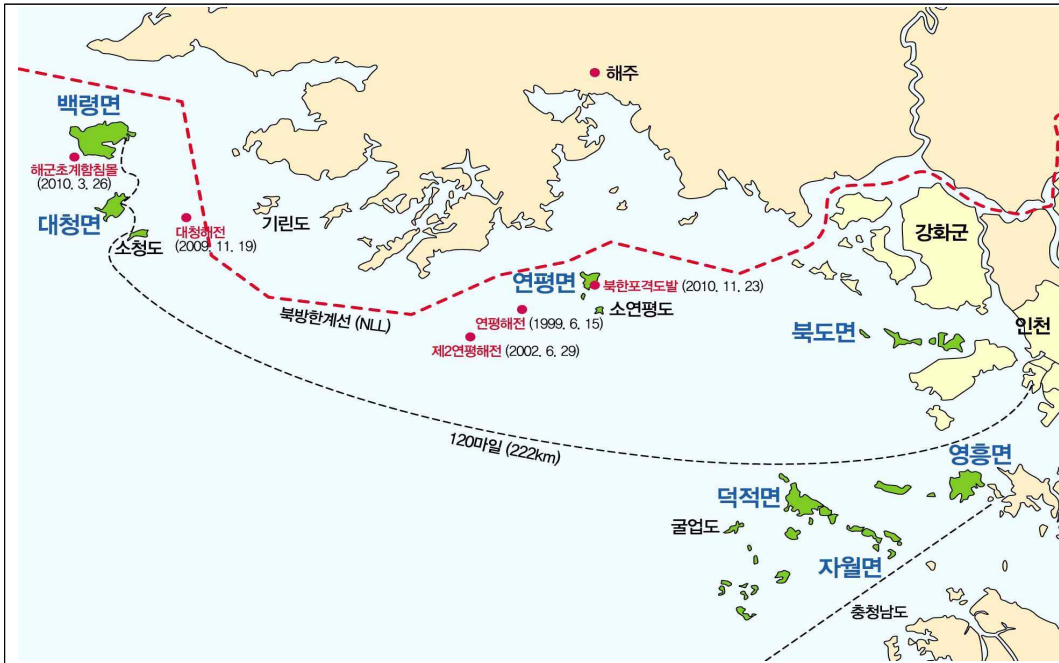 해주
백령면
해군초계함침몰
(2010. 3. 26)
대청면
소청도
대청해전
(2009. 11. 19)
기린도
강화군
연평면
북한포격도발 (2010. 11. 23)
소연평도
북방한계선 (NLL)
연평해전 (1999. 6. 15)
제2연평해전 (2002. 6. 29)
북도면
인천
120마일 (222km)
영흥면
덕적면
굴업도
자월면
충청남도